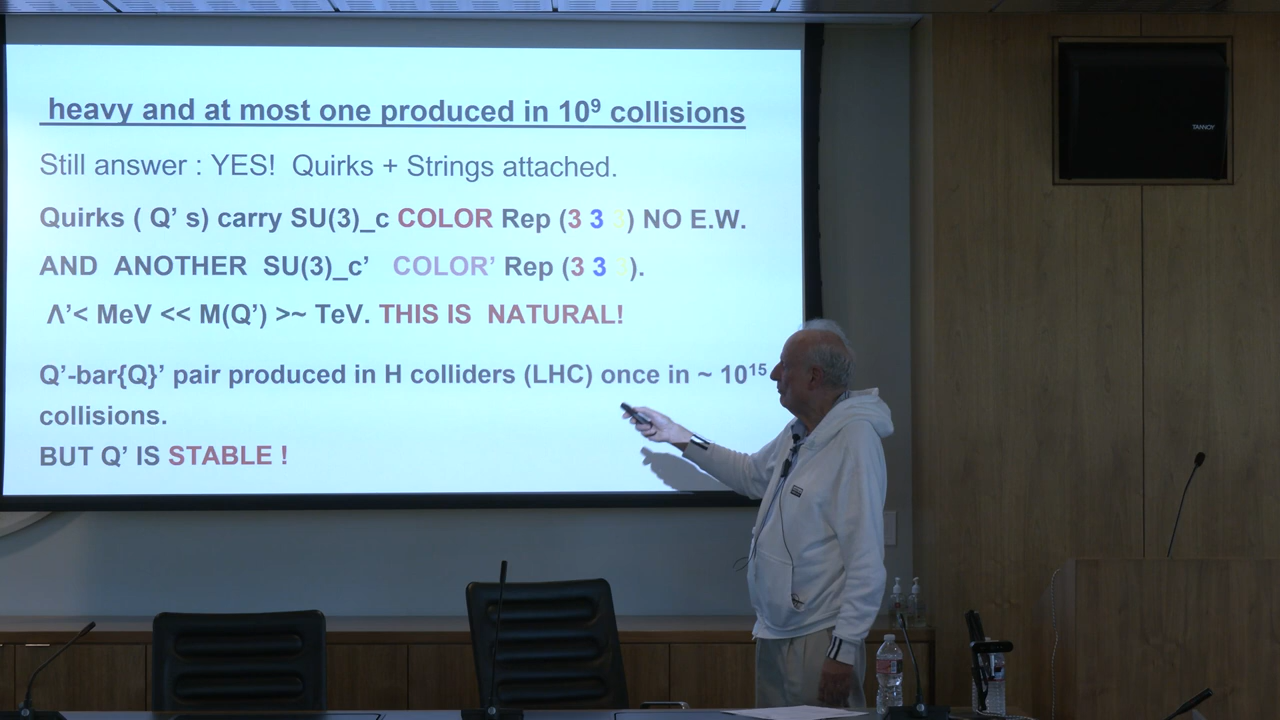 heavy and at most one produced in 10⁹ collisions
Still answer : YES! Quirks + Strings attached.
Quirks ( Q’ s) carry SU(3)_c COLOR Rep (3 3 3) NO E.W.
AND ANOTHER SU(3)_c’ COLOR’ Rep (3 3 3).
Λ’< MeV << M(Q’) >~ TeV. THIS IS NATURAL!
Q’-bar{Q}’ pair produced in H colliders (LHC) once in ~ 10¹⁵
collisions.
BUT Q’ IS STABLE !
TANNOY